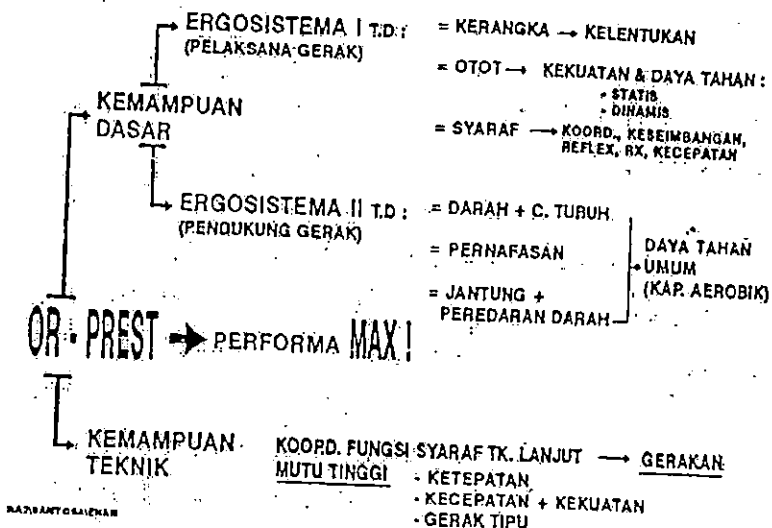 ERGOSISTEMA I T.D : = KERANGKA → KELENTUKAN
(PELAKSANA GERAK)
= OTOT → KEKUATAN & DAYA TAHAN :
- STATIS
- DINAMIS
KEMAMPUAN
DASAR
= SYARAF → KOORD., KESEIMBANGAN,
REFLEX, RX, KECEPATAN
ERGOSISTEMA II T.D : = DARAH + C. TUBUH
(PENDUKUNG GERAK)
= PERNAFASAN
= JANTUNG +
PEREDARAN DARAH
DAYA TAHAN
UMUM
(KAP. AEROBIK)
OR - PREST → PERFORMA MAX !
KEMAMPUAN
TEKNIK
KOORD. FUNGSI SYARAF TK. LANJUT → GERAKAN
MUTU TINGGI
- KETEPATAN
- KECEPATAN + KEKUATAN
- GERAK TIPU